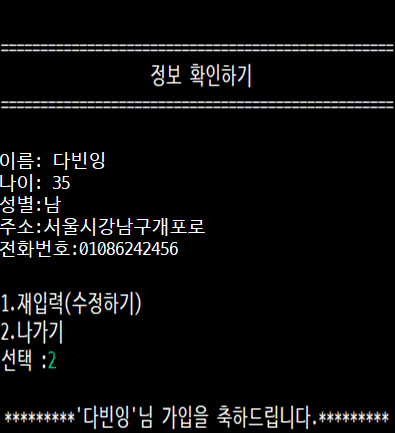 ==================================================
정보 확인하기
==================================================
이름: 다빈잉
나이: 35
성별:남
주소:서울시강남구개포로
전화번호:01086242456
1.재입력(수정하기)
2.나가기
선택 :2
*********'다빈잉'님 가입을 축하드립니다.*********